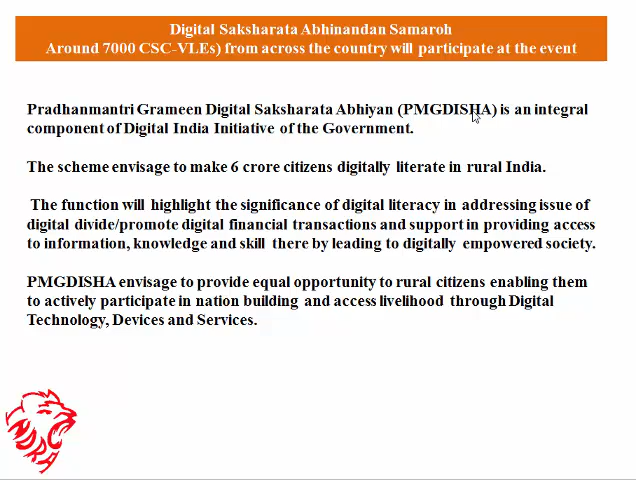 Digital Saksharata Abhinandan Samaroh
Around 7000 CSC-VLEs) from across the country will participate at the event
Pradhanmantri Grameen Digital Saksharata Abhiyan (PMGDISHA) is an integral
component of Digital India Initiative of the Government.
The scheme envisage to make 6 crore citizens digitally literate in rural India.
The function will highlight the significance of digital literacy in addressing issue of
digital divide/promote digital financial transactions and support in providing access
to information, knowledge and skill there by leading to digitally empowered society.
PMGDISHA envisage to provide equal opportunity to rural citizens enabling them
to actively participate in nation building and access livelihood through Digital
Technology, Devices and Services.